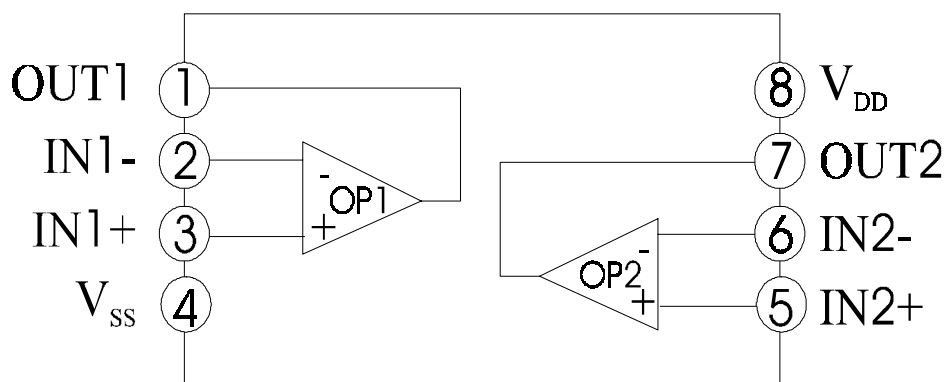 OUT1 1
IN1- 2
IN1+ 3
VSS 4
- OP1 +
8 VDD
7 OUT2
6 IN2-
5 IN2+
- OP2 +